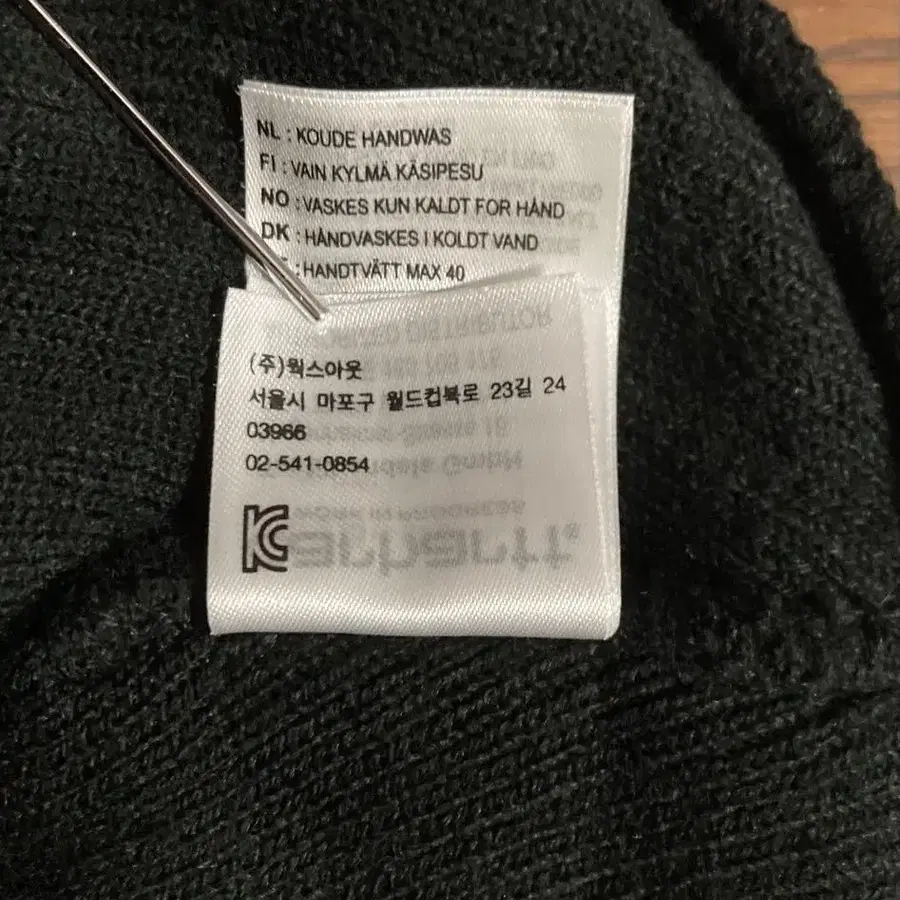 NL : KOUDE HANDWAS
FI : VAIN KYLMÄ KÄSIPESU
NO : VASKES KUN KALDT FOR HÅND
DK : HÅNDVASKES I KOLDT VAND
: HANDTVÄTT MAX 40
(주)웍스아웃
서울시 마포구 월드컵북로 23길 24
03966
02-541-0854